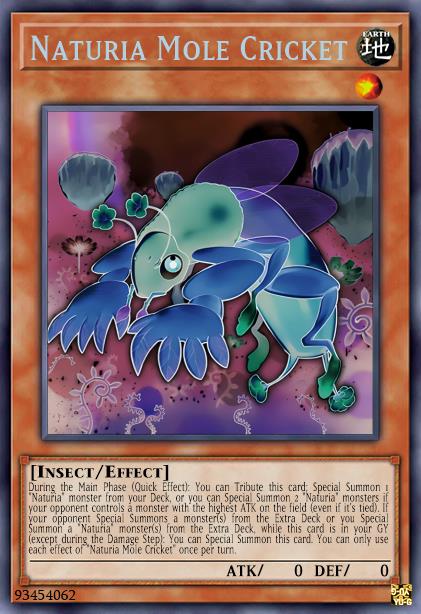 NATURIA MOLE CRICKET
EARTH
地
[INSECT/EFFECT]
During the Main Phase (Quick Effect): You can Tribute this card; Special Summon 1
"Naturia" monster from your Deck, or you can Special Summon 2 "Naturia" monsters if
your opponent controls a monster with the highest ATK on the field (even if it's tied). If
your opponent Special Summons a monster(s) from the Extra Deck or you Special
Summon a "Naturia" monster(s) from the Extra Deck, while this card is in your GY
(except during the Damage Step): You can Special Summon this card. You can only use
each effect of "Naturia Mole Cricket" once per turn.
ATK/ 0 DEF/ 0
93454062